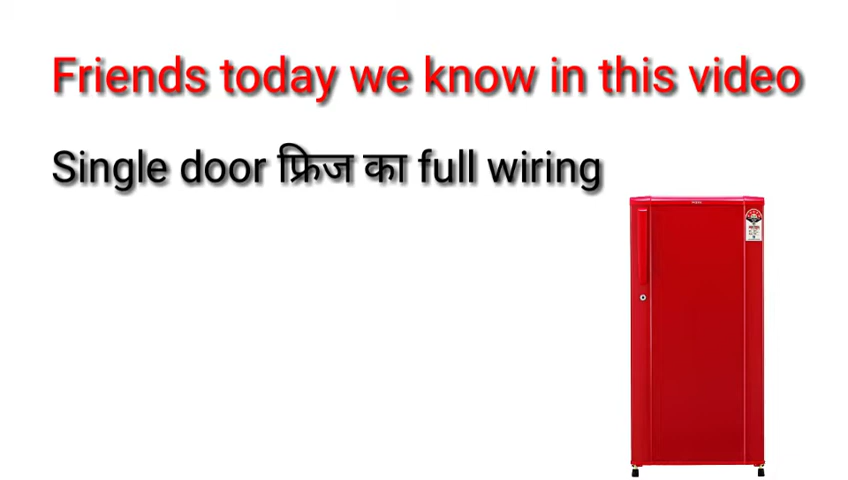 Friends today we know in this video
Single door फ्रिज का full wiring